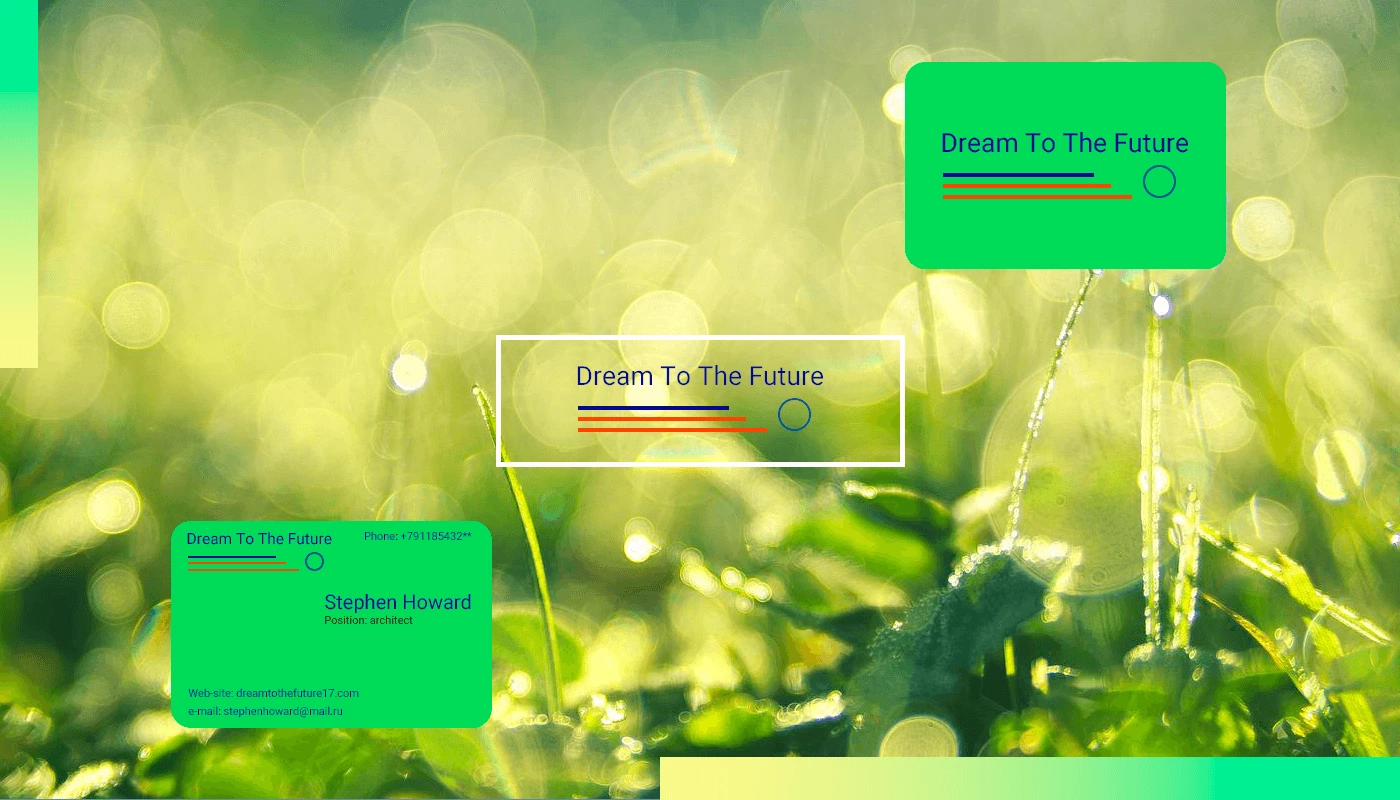 Dream To The Future
Dream To The Future
Dream To The Future
Phone: +791185432**
Stephen Howard
Position: architect
Web-site: dreamtothefuture17.com
e-mail: stephenhoward@mail.ru